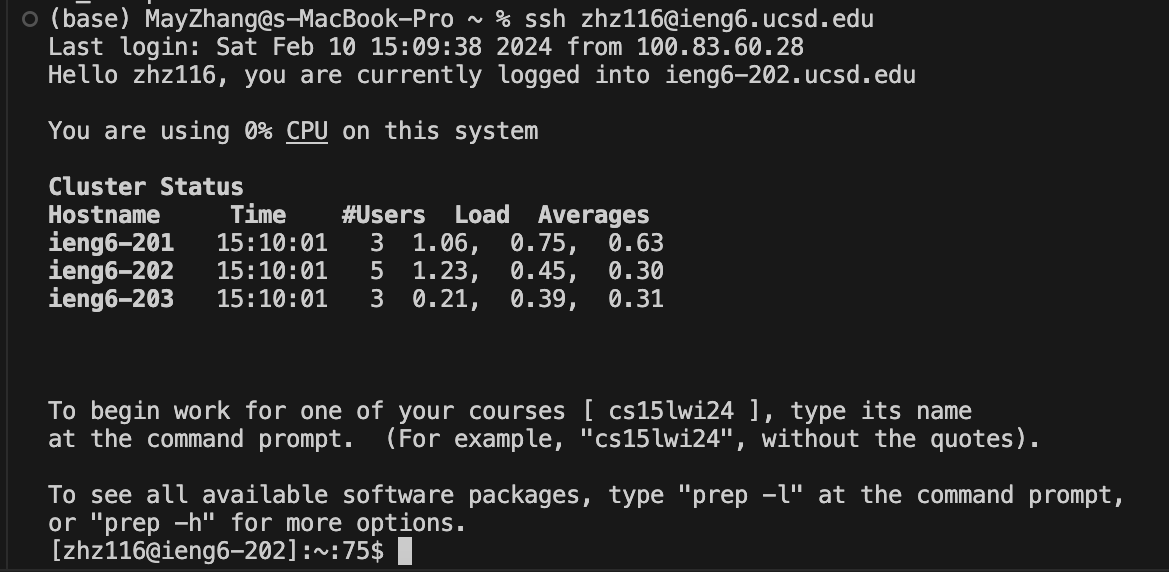 (base) MayZhang@s-MacBook-Pro ~ % ssh zhz116@ieng6.ucsd.edu
Last login: Sat Feb 10 15:09:38 2024 from 100.83.60.28
Hello zhz116, you are currently logged into ieng6-202.ucsd.edu
You are using 0% CPU on this system
Cluster Status
Hostname     Time    #Users  Load  Averages
ieng6-201   15:10:01   3  1.06,  0.75,  0.63
ieng6-202   15:10:01   5  1.23,  0.45,  0.30
ieng6-203   15:10:01   3  0.21,  0.39,  0.31
To begin work for one of your courses [ cs15lwi24 ], type its name
at the command prompt.  (For example, "cs15lwi24", without the quotes).
To see all available software packages, type "prep -l" at the command prompt,
or "prep -h" for more options.
[zhz116@ieng6-202]:~:75$